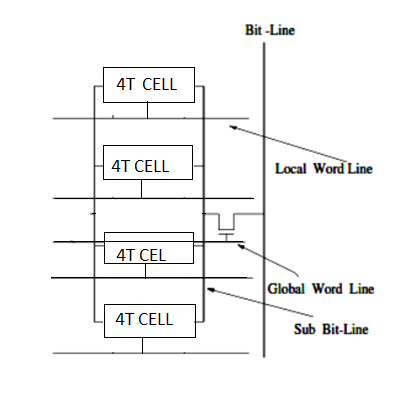 Bit -Line
4T CELL
Local Word Line
4T CELL
4T CEL
Global Word Line
4T CELL
Sub Bit-Line